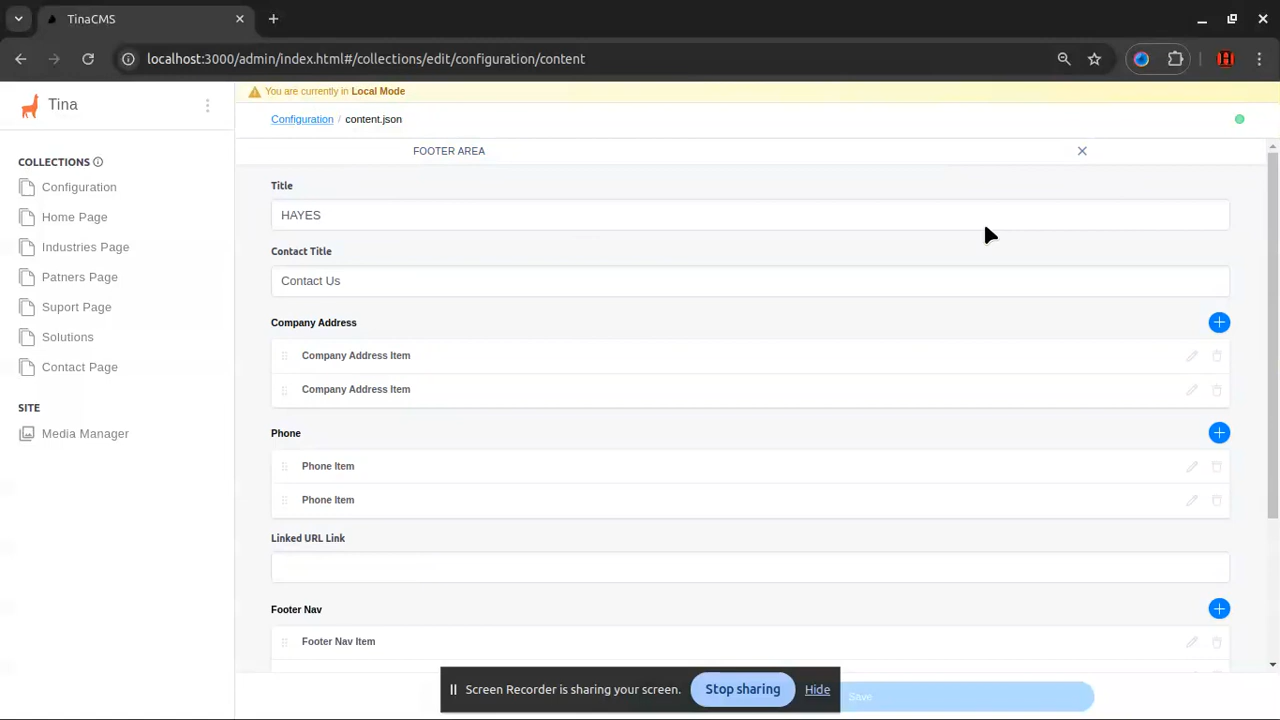 TinaCMS
localhost:3000/admin/index.html#/collections/edit/configuration/content
Tina
You are currently in Local Mode
Configuration / content.json
FOOTER AREA
COLLECTIONS
Configuration
Home Page
Industries Page
Patners Page
Suport Page
Solutions
Contact Page
SITE
Media Manager
Title
HAYES
Contact Title
Contact Us
Company Address
Company Address Item
Company Address Item
Phone
Phone Item
Phone Item
Linked URL Link
Footer Nav
Footer Nav Item
Screen Recorder is sharing your screen.
Stop sharing
Hide
Save